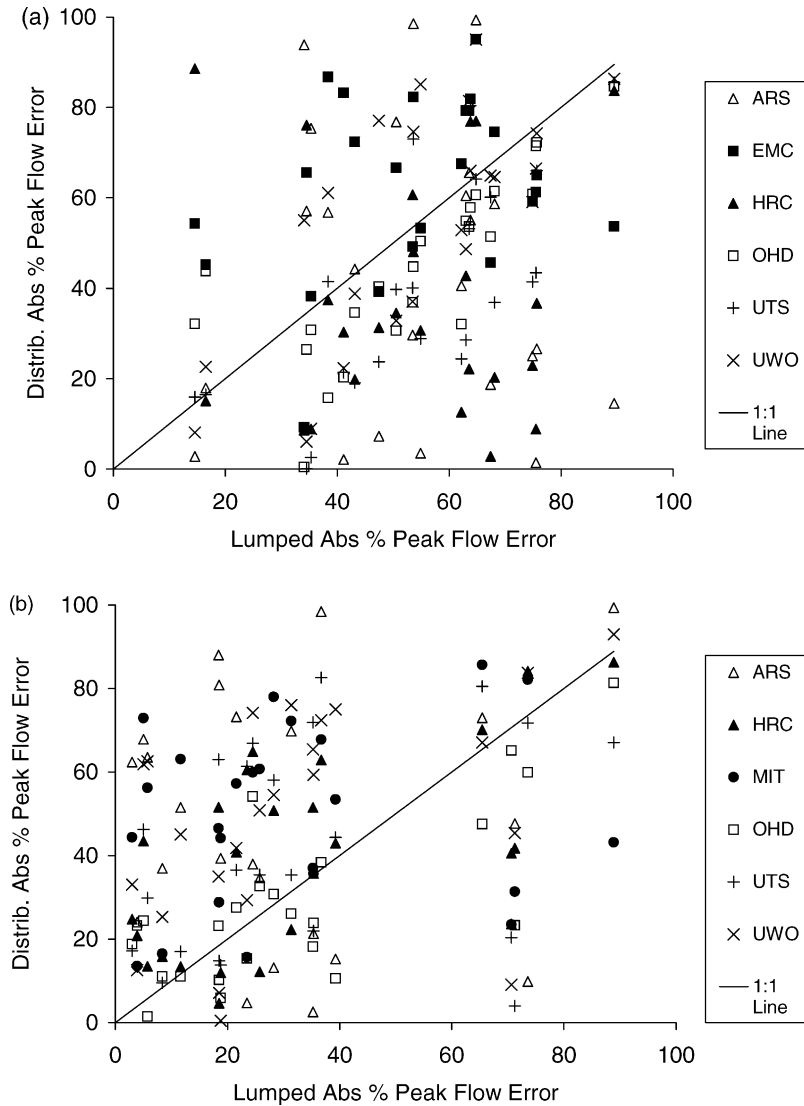 (a)
100
80
60
40
20
0
Distrib. Abs % Peak Flow Error
0 20 40 60 80 100
Lumped Abs % Peak Flow Error
ARS
EMC
HRC
OHD
UTS
UWO
1:1
Line
(b)
100
80
60
40
20
0
Distrib. Abs % Peak Flow Error
0 20 40 60 80 100
Lumped Abs % Peak Flow Error
ARS
HRC
MIT
OHD
UTS
UWO
1:1
Line